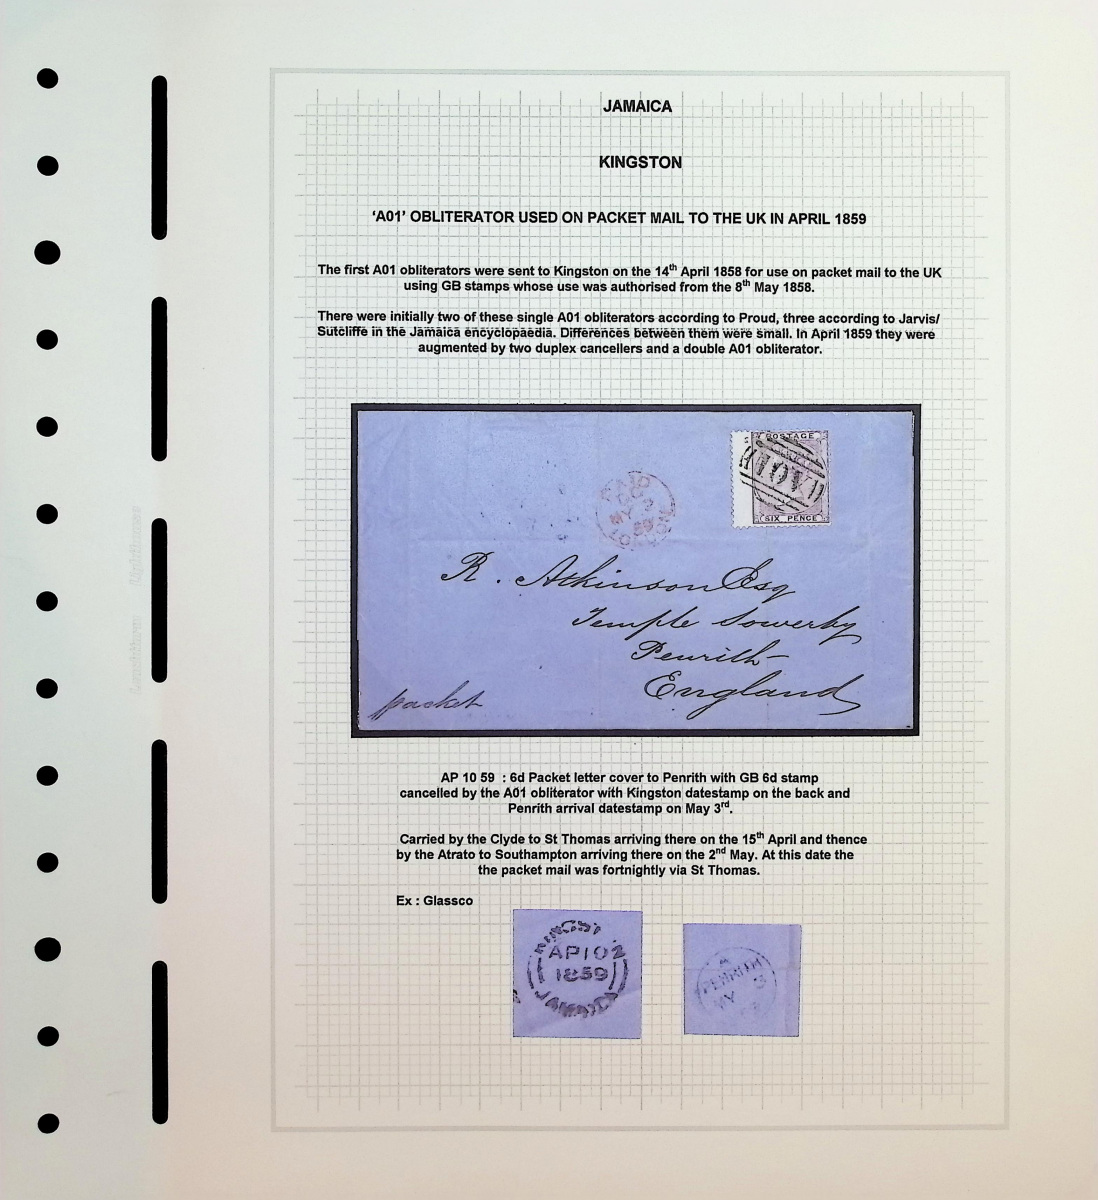 JAMAICA
KINGSTON
‘A01’ OBLITERATOR USED ON PACKET MAIL TO THE UK IN APRIL 1859
The first A01 obliterators were sent to Kingston on the 14th April 1858 for use on packet mail to the UK
using GB stamps whose use was authorised from the 8th May 1858.
There were initially two of these single A01 obliterators according to Proud, three according to Jarvis/
Sutcliffe in the Jamaica encyclopaedia. Differences between them were small. In April 1859 they were
augmented by two duplex cancellers and a double A01 obliterator.
POSTAGE
A01
SIX PENCE
PAID
MY 2
59
LONDON
R. Atkinson Esq
Temple Sowerby
Penrith
England
packet
AP 10 59 : 6d Packet letter cover to Penrith with GB 6d stamp
cancelled by the A01 obliterator with Kingston datestamp on the back and
Penrith arrival datestamp on May 3rd.
Carried by the Clyde to St Thomas arriving there on the 15th April and thence
by the Atrato to Southampton arriving there on the 2nd May. At this date the
the packet mail was fortnightly via St Thomas.
Ex : Glassco
AP 10
1859
JAMAICA
A
PENRITH
MY 3